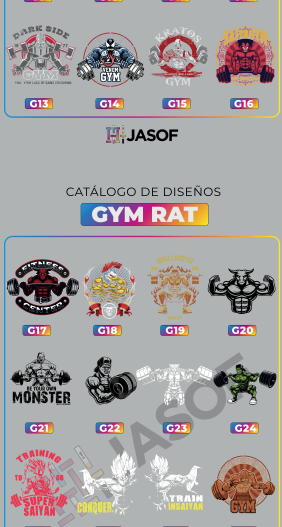 DARK SIDE
GYM
VENOM
GYM
KRATOS
GYM
G13
G14
G15
G16
JASOF
CATÁLOGO DE DISEÑOS
GYM RAT
FITNESS
CENTER
G17
G18
G19
G20
BE YOUR OWN
MONSTER
G21
G22
G23
G24
JASOF
TRAINING
TO GO
SUPER
SAIYAN
CONQUER
TRAIN
INSAIYAN
GYM